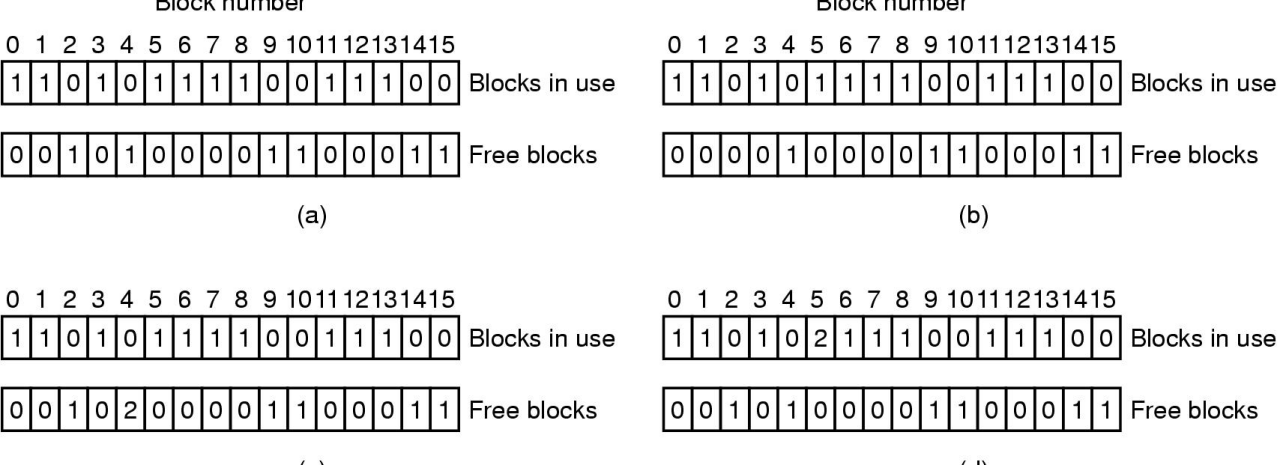 Block number
0 1 2 3 4 5 6 7 8 9 10 11 12 13 14 15
1 1 0 1 0 1 1 1 1 0 0 1 1 1 0 0 Blocks in use
0 0 1 0 1 0 0 0 0 1 1 0 0 0 1 1 Free blocks
(a)
Block number
0 1 2 3 4 5 6 7 8 9 10 11 12 13 14 15
1 1 0 1 0 1 1 1 1 0 0 1 1 1 0 0 Blocks in use
0 0 0 0 1 0 0 0 0 1 1 0 0 0 1 1 Free blocks
(b)
0 1 2 3 4 5 6 7 8 9 10 11 12 13 14 15
1 1 0 1 0 1 1 1 1 0 0 1 1 1 0 0 Blocks in use
0 0 1 0 2 0 0 0 0 1 1 0 0 0 1 1 Free blocks
(c)
0 1 2 3 4 5 6 7 8 9 10 11 12 13 14 15
1 1 0 1 0 2 1 1 1 0 0 1 1 1 0 0 Blocks in use
0 0 1 0 1 0 0 0 0 1 1 0 0 0 1 1 Free blocks
(d)